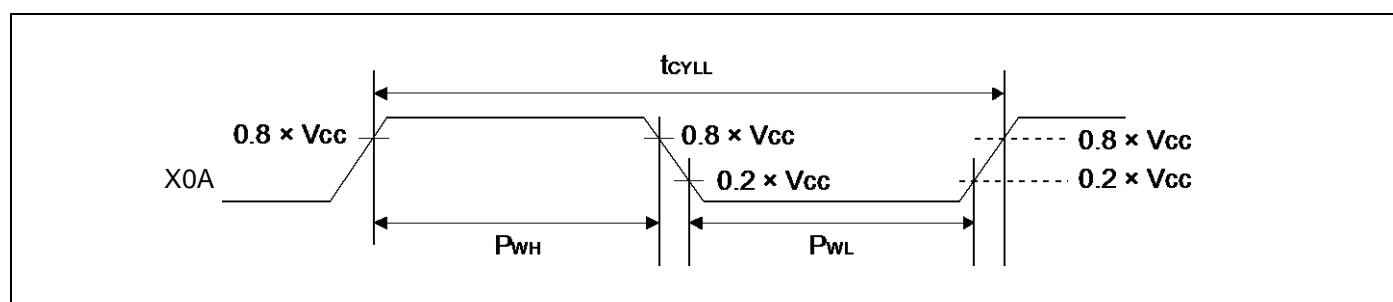 tCYLL
0.8 × Vcc 0.8 × Vcc 0.8 × Vcc
X0A 0.2 × Vcc 0.2 × Vcc
PWH PWL